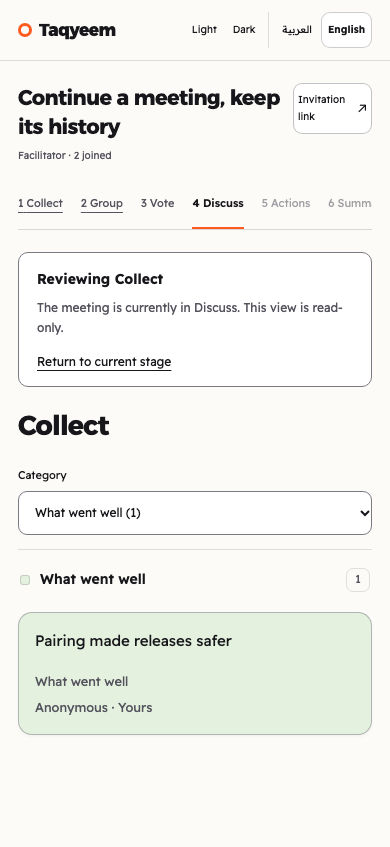 Taqyeem
Light Dark العربية English
Continue a meeting, keep
its history
Invitation
link
Facilitator · 2 joined
1 Collect 2 Group 3 Vote 4 Discuss 5 Actions 6 Summ
Reviewing Collect
The meeting is currently in Discuss. This view is read-
only.
Return to current stage
Collect
Category
What went well (1)
What went well 1
Pairing made releases safer
What went well
Anonymous · Yours